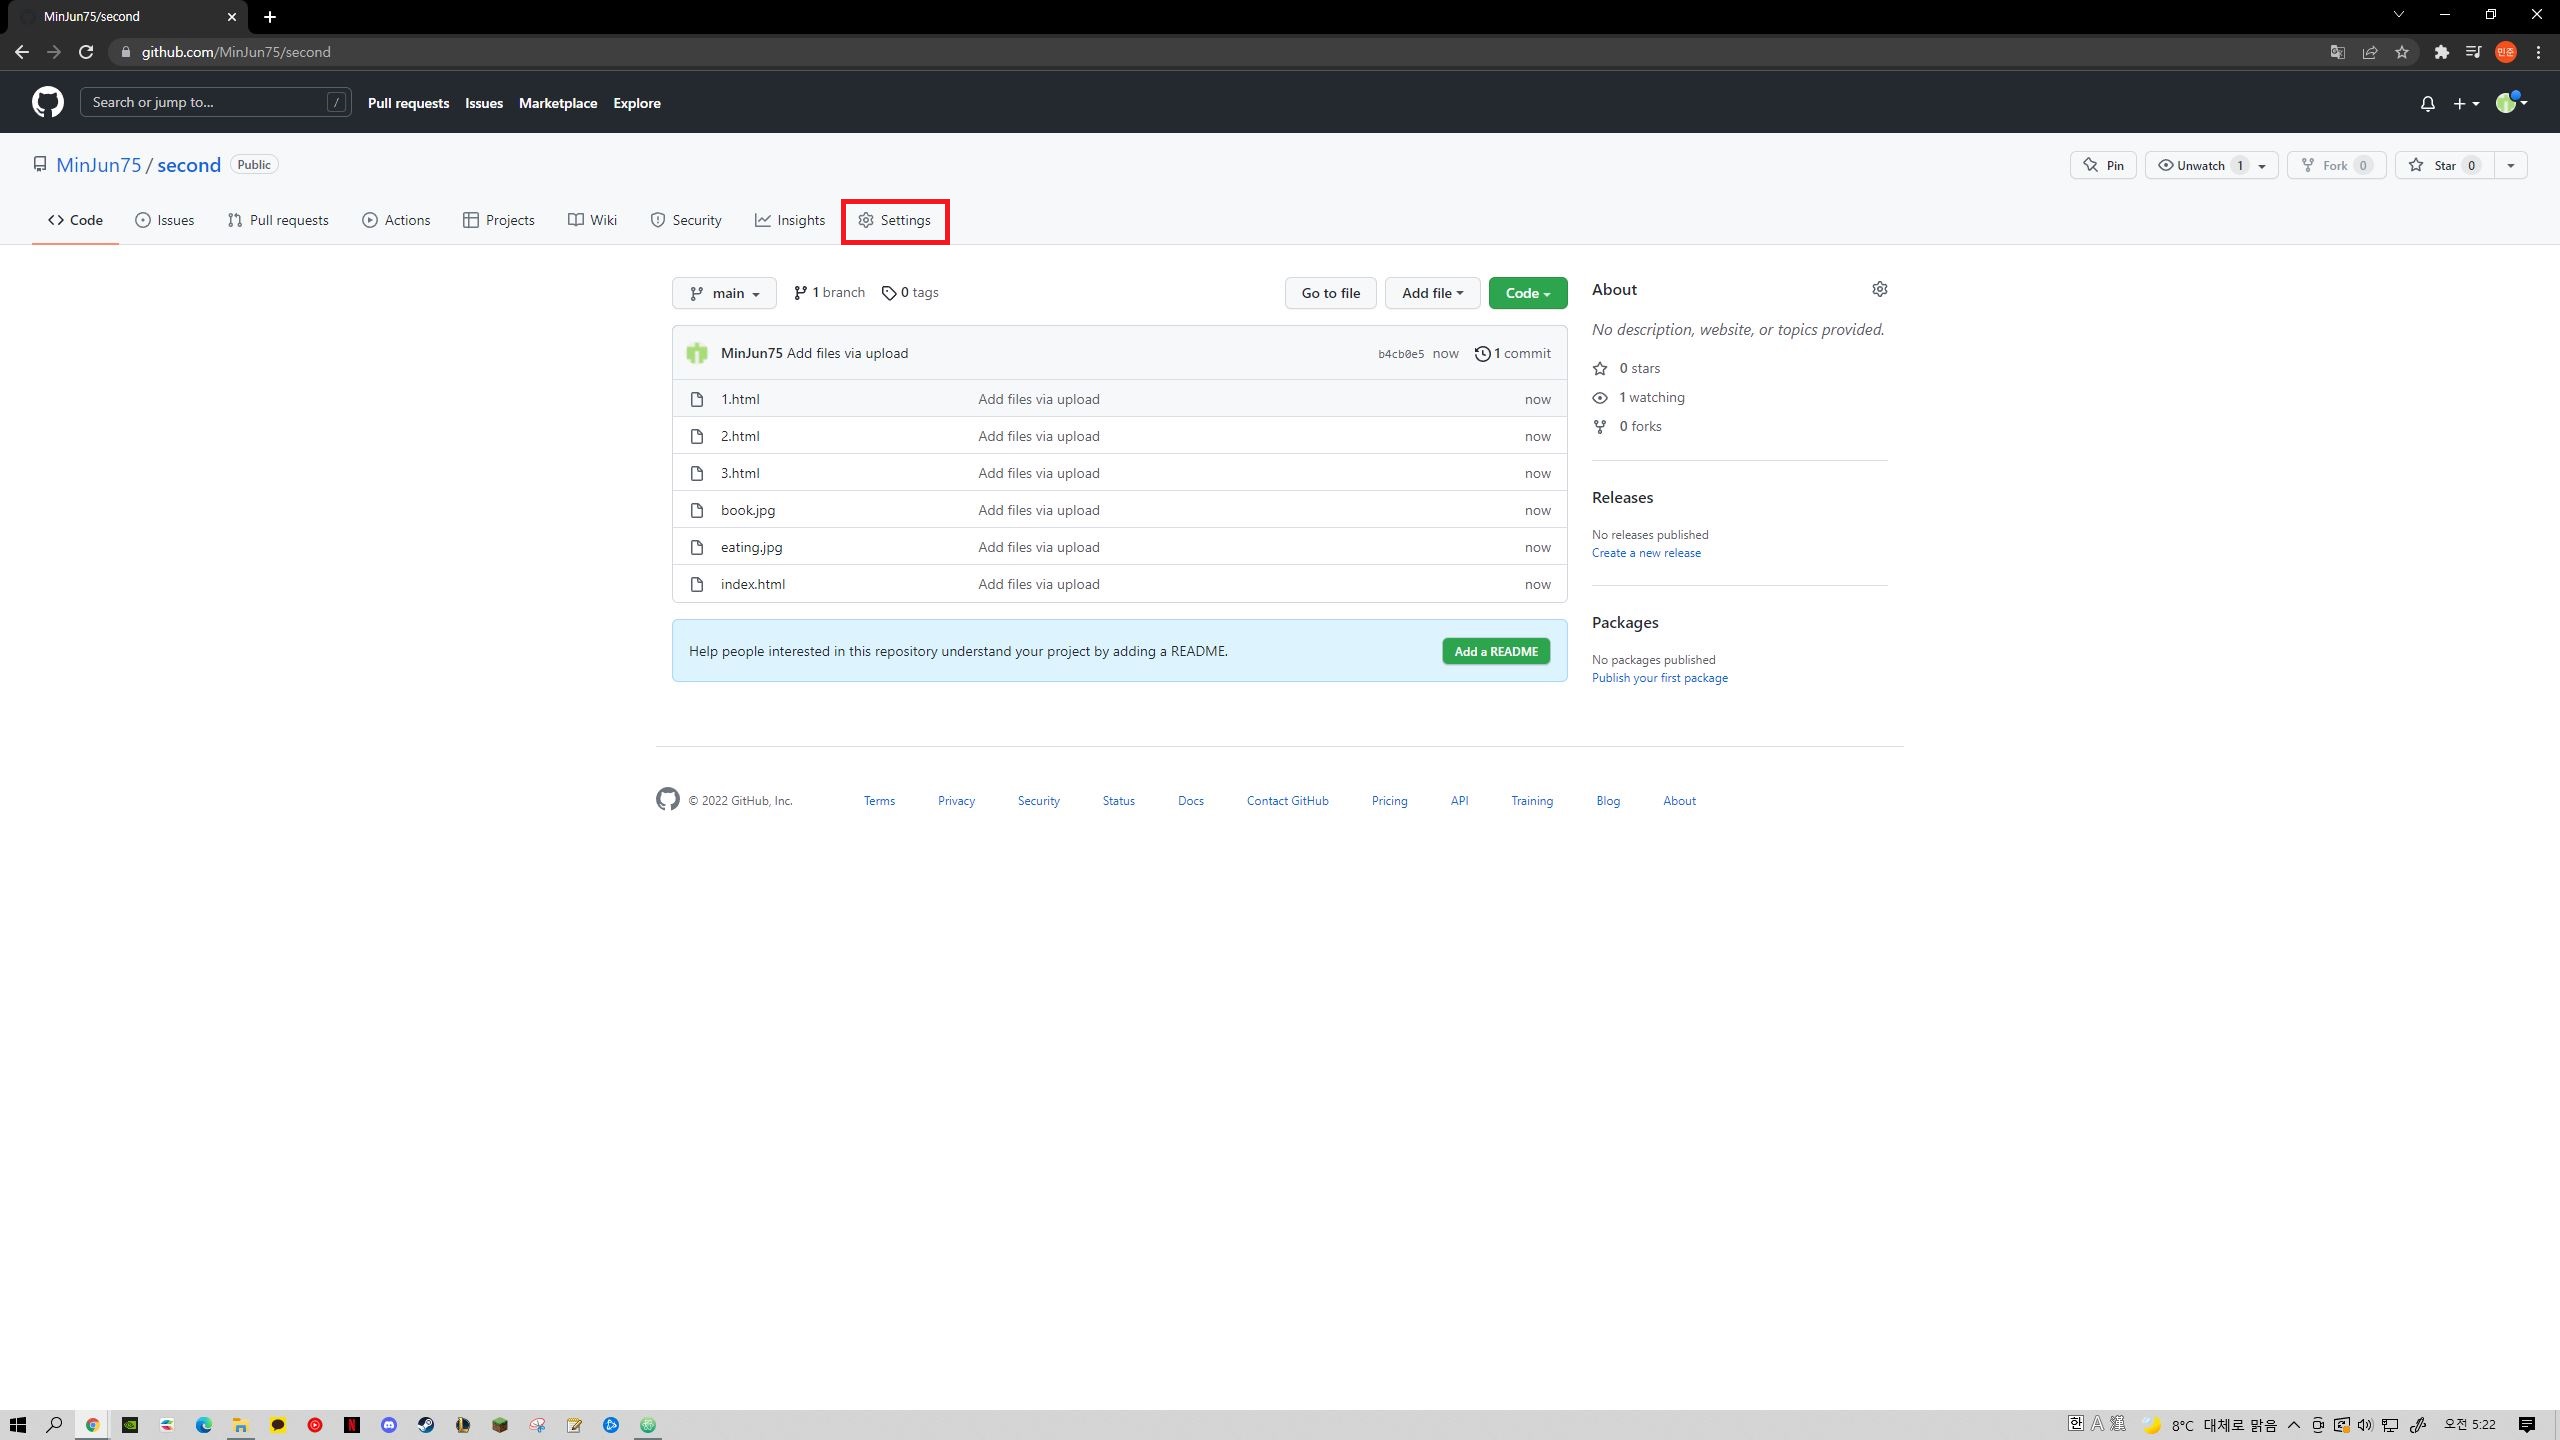 MinJun75/second
github.com/MinJun75/second
민준
Search or jump to... /
Pull requests Issues Marketplace Explore
MinJun75 / second Public
Pin Unwatch 1 Fork 0 Star 0
Code Issues Pull requests Actions Projects Wiki Security Insights Settings
main 1 branch 0 tags Go to file Add file Code
MinJun75 Add files via upload b4cb0e5 now 1 commit
1.html Add files via upload now
2.html Add files via upload now
3.html Add files via upload now
book.jpg Add files via upload now
eating.jpg Add files via upload now
index.html Add files via upload now
Help people interested in this repository understand your project by adding a README. Add a README
About
No description, website, or topics provided.
0 stars
1 watching
0 forks
Releases
No releases published
Create a new release
Packages
No packages published
Publish your first package
© 2022 GitHub, Inc. Terms Privacy Security Status Docs Contact GitHub Pricing API Training Blog About
한 A 漢 8°C 대체로 맑음 오전 5:22